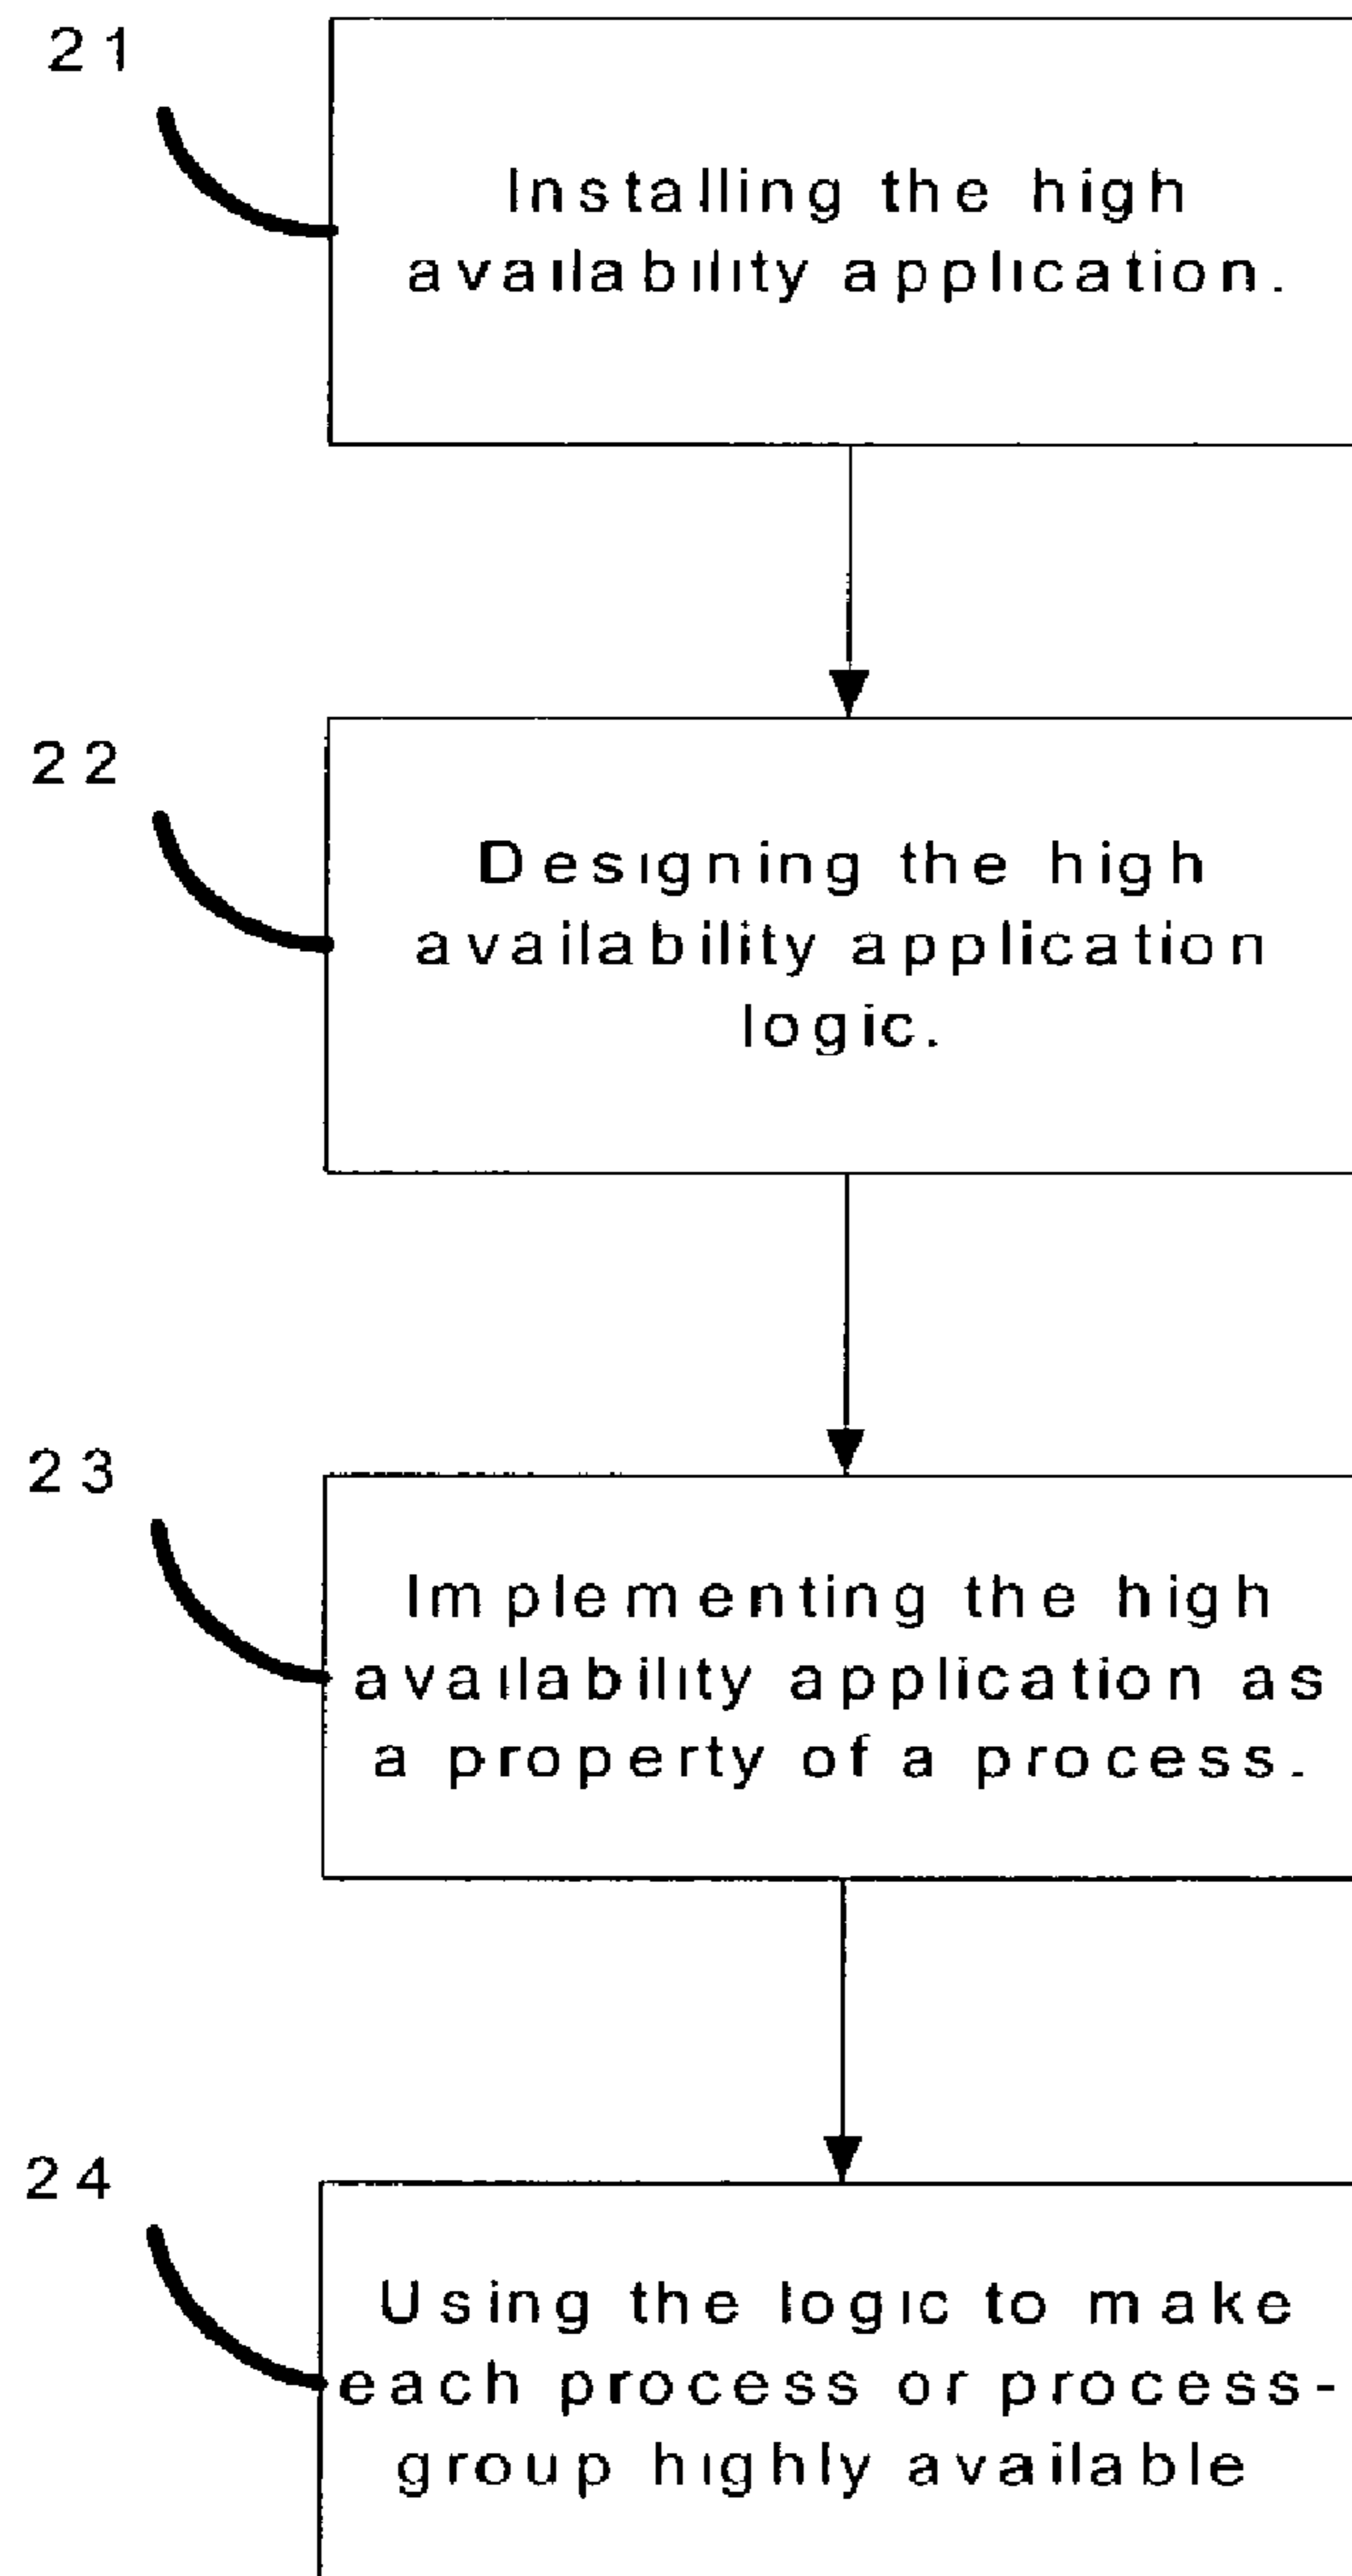 21
Installing the high
availability application.
22
Designing the high
availability application
logic.
23
Implementing the high
availability application as
a property of a process.
24
Using the logic to make
each process or process-
group highly available